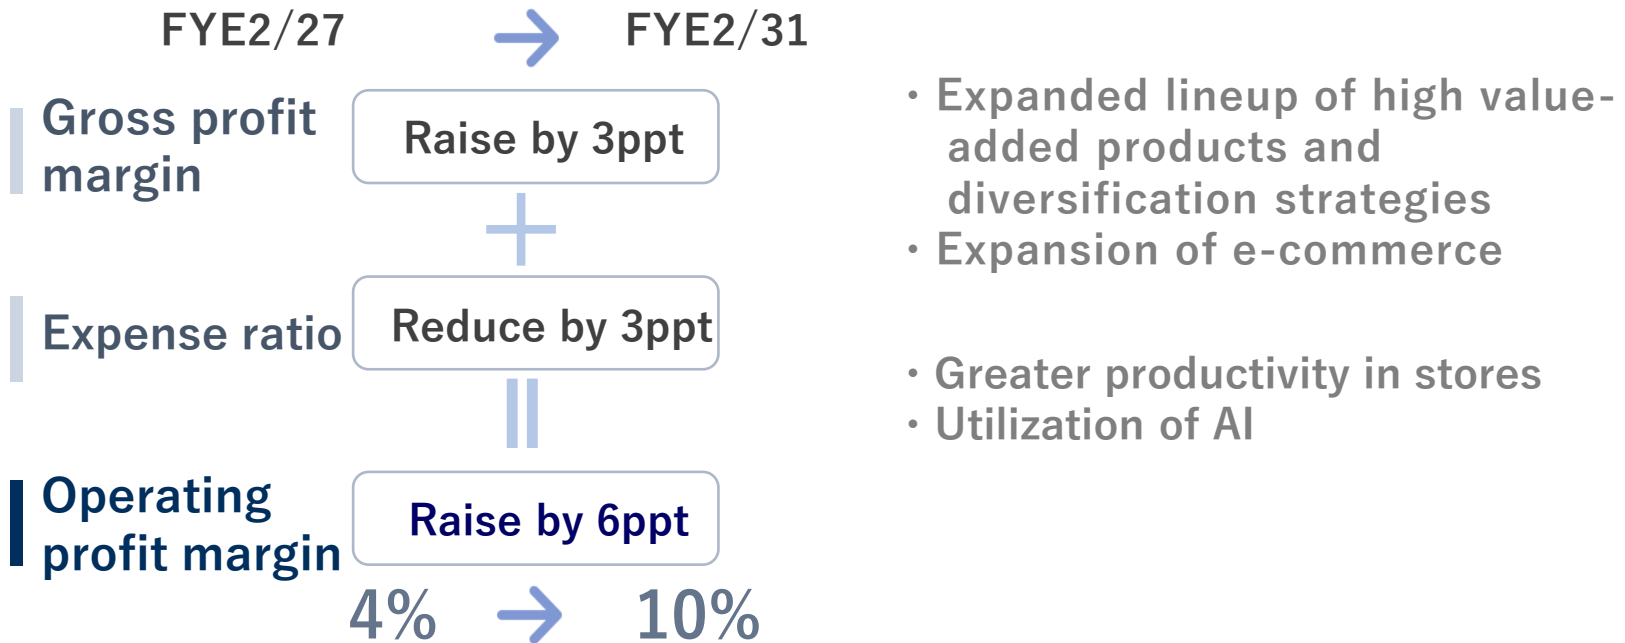 FYE2/27 → FYE2/31
Gross profit
margin
Raise by 3ppt
・Expanded lineup of high value-
added products and
diversification strategies
・Expansion of e-commerce
+
Expense ratio
Reduce by 3ppt
・Greater productivity in stores
・Utilization of AI
Operating
profit margin
Raise by 6ppt
4% → 10%